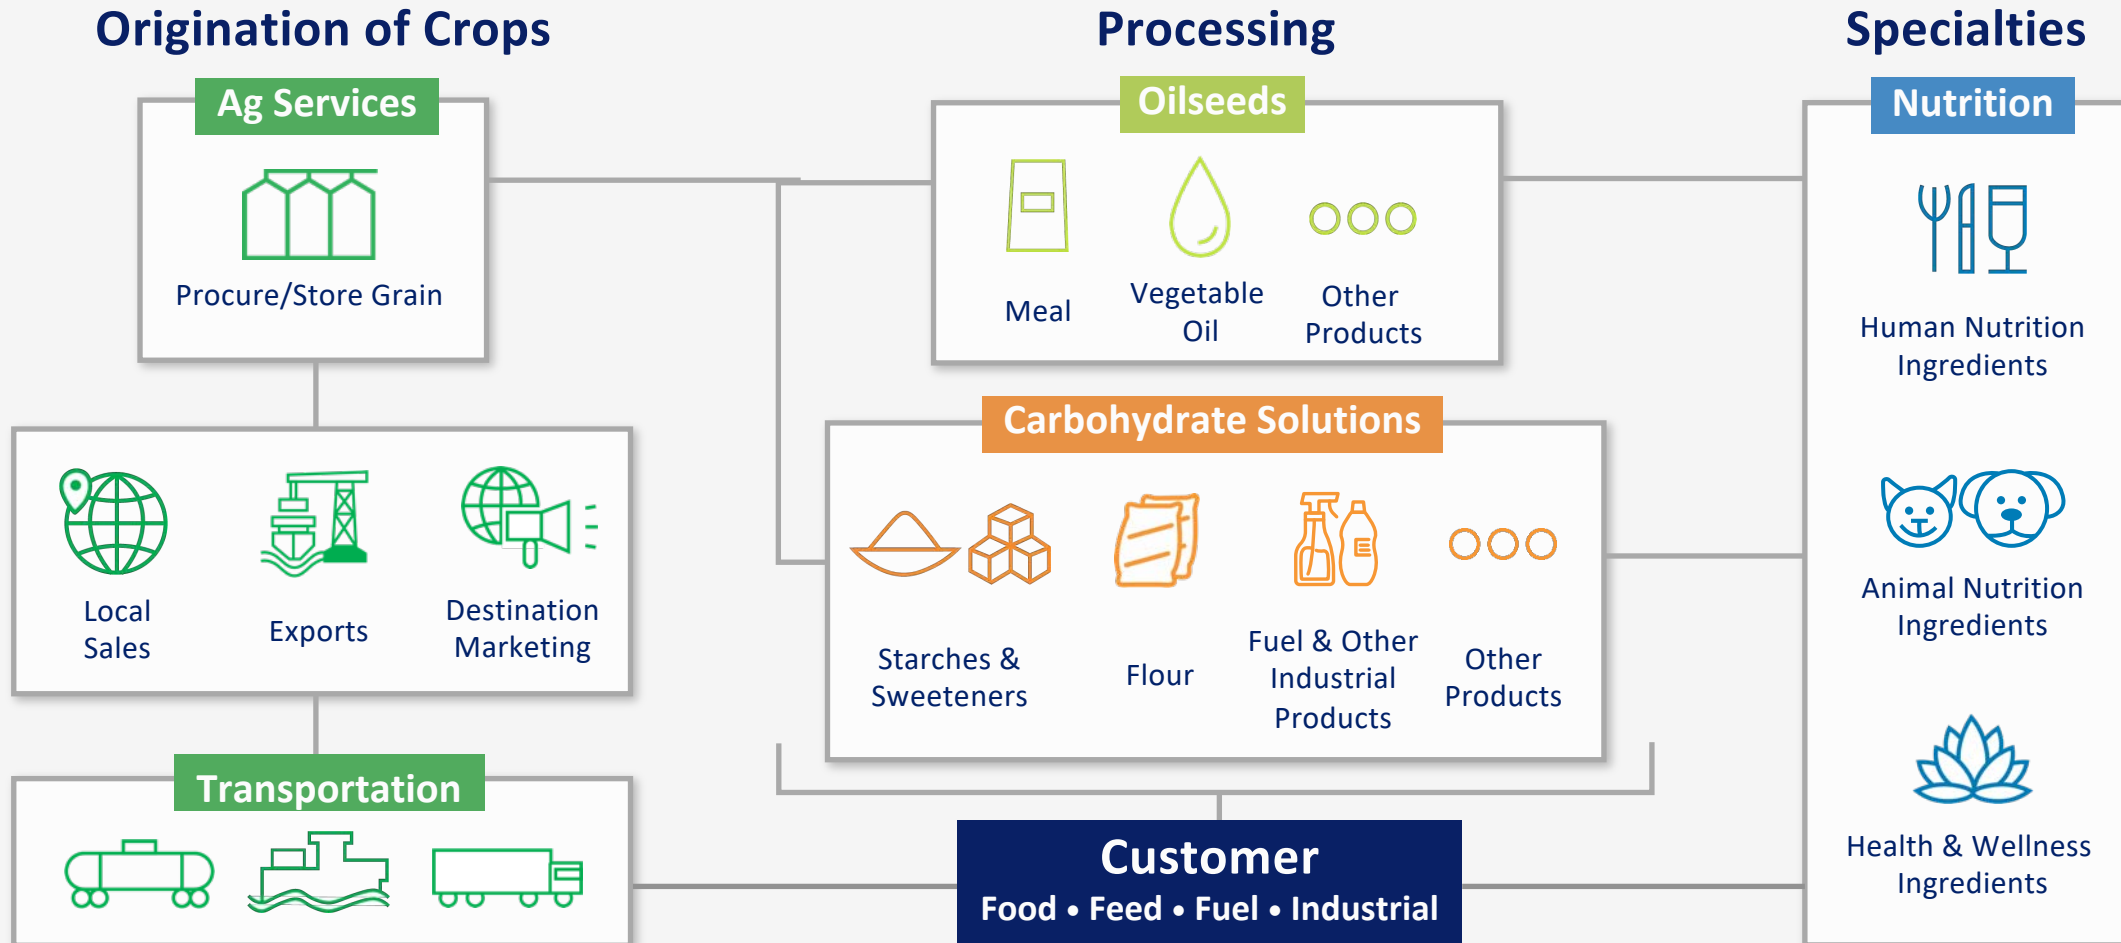 Origination of Crops
Ag Services
Procure/Store Grain
Local
Sales
Exports
Destination
Marketing
Transportation
Processing
Oilseeds
Meal
Vegetable
Oil
Other
Products
Carbohydrate Solutions
Starches &
Sweeteners
Flour
Fuel & Other
Industrial
Products
Other
Products
Customer
Food • Feed • Fuel • Industrial
Specialties
Nutrition
Human Nutrition
Ingredients
Animal Nutrition
Ingredients
Health & Wellness
Ingredients